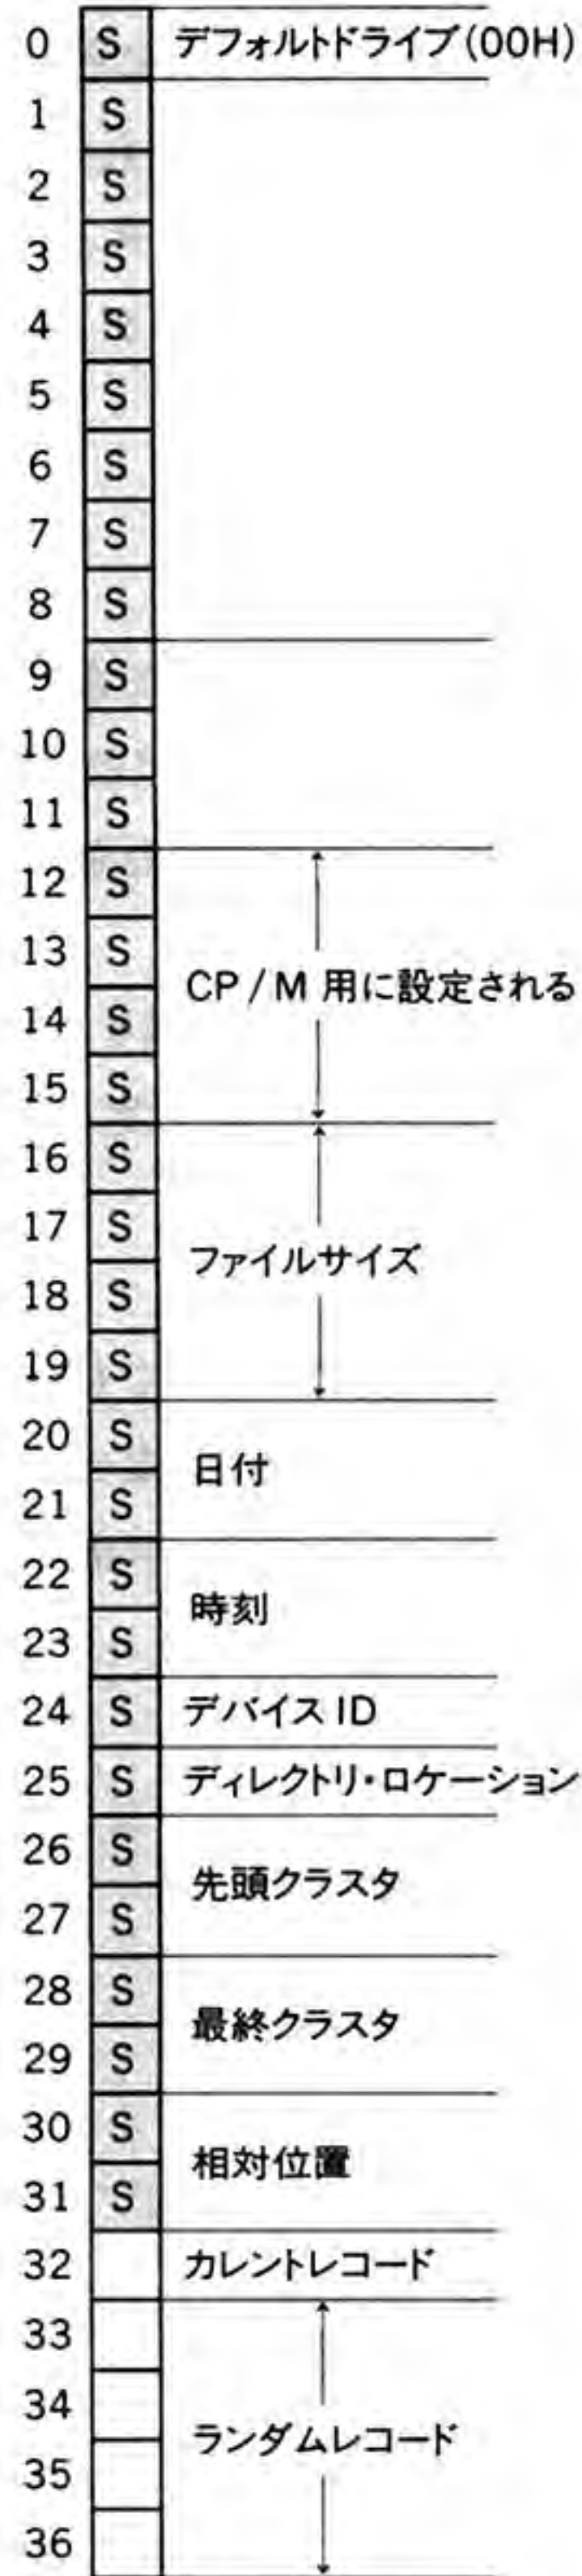 0 S デフォルトドライブ(00H)
1 S
2 S
3 S
4 S
5 S
6 S
7 S
8 S
9 S
10 S
11 S
12 S
13 S
CP/M 用に設定される
14 S
15 S
16 S
17 S
ファイルサイズ
18 S
19 S
20 S
日付
21 S
22 S
時刻
23 S
24 S デバイスID
25 S ディレクトリ・ロケーション
26 S
先頭クラスタ
27 S
28 S
最終クラスタ
29 S
30 S
相対位置
31 S
32 カレントレコード
33
34
ランダムレコード
35
36